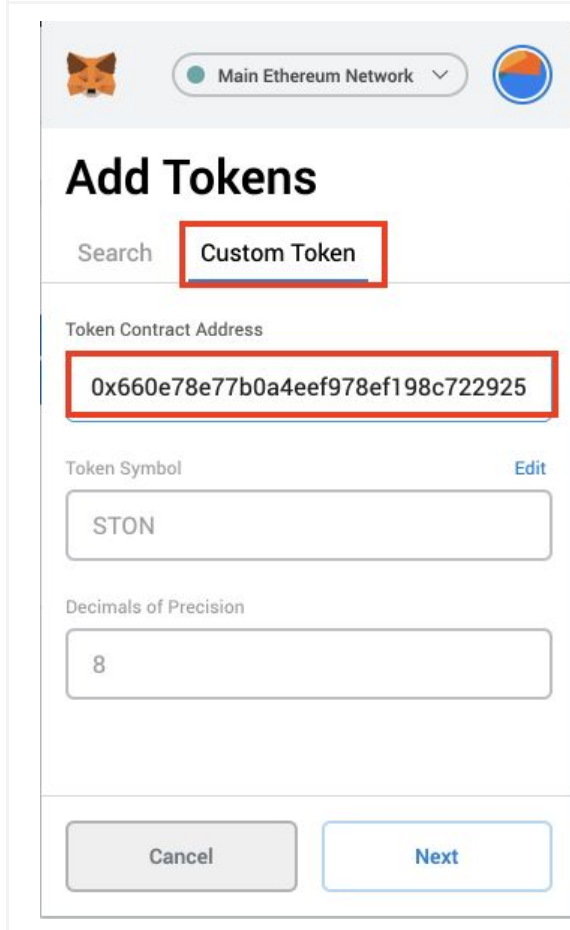 Main Ethereum Network
Add Tokens
Search Custom Token
Token Contract Address
0x660e78e77b0a4eef978ef198c722925
Token Symbol Edit
STON
Decimals of Precision
8
Cancel Next